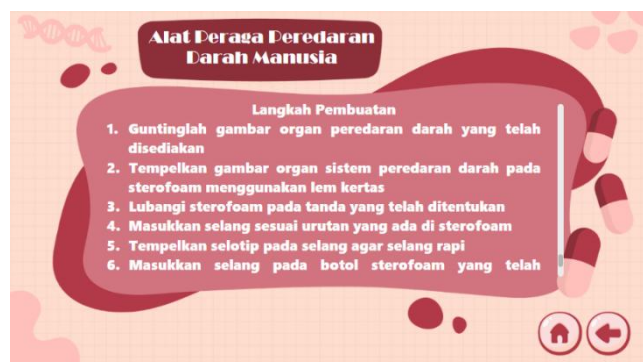 Alat Peraga Peredaran
Darah Manusia
Langkah Pembuatan
1. Guntinglah gambar organ peredaran darah yang telah
disediakan
2. Tempelkan gambar organ sistem peredaran darah pada
sterofoam menggunakan lem kertas
3. Lubangi sterofoam pada tanda yang telah ditentukan
4. Masukkan selang sesuai urutan yang ada di sterofoam
5. Tempelkan selotip pada selang agar selang rapi
6. Masukkan selang pada botol sterofoam yang telah